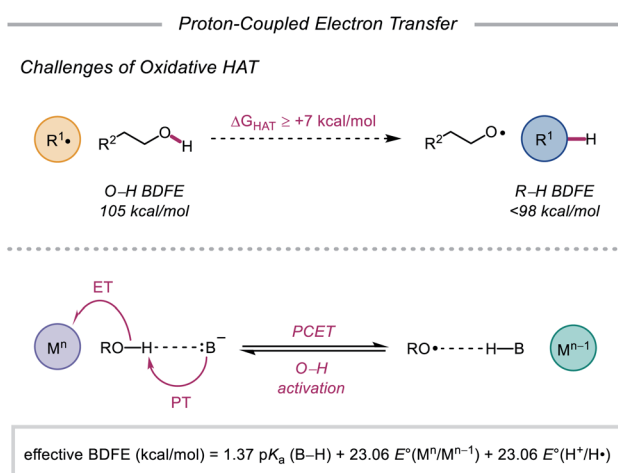 Proton-Coupled Electron Transfer
Challenges of Oxidative HAT
R¹• R² O H ΔG_HAT ≥ +7 kcal/mol R² O• R¹ H
O–H BDFE R–H BDFE
105 kcal/mol <98 kcal/mol
ET
Mⁿ RO H :B⁻ PCET RO• H–B Mⁿ⁻¹
O–H
activation
PT
effective BDFE (kcal/mol) = 1.37 pKₐ (B–H) + 23.06 E°(Mⁿ/Mⁿ⁻¹) + 23.06 E°(H⁺/H•)